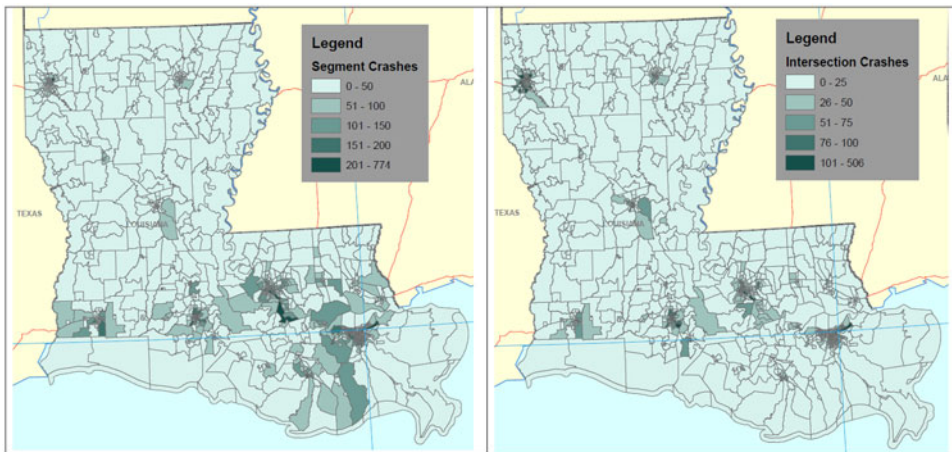 Legend
Segment Crashes
0 - 50
51 - 100
101 - 150
151 - 200
201 - 774
ALA
TEXAS
LOUISIANA
Legend
Intersection Crashes
0 - 25
26 - 50
51 - 75
76 - 100
101 - 506
ALA
TEXAS
LOUISIANA